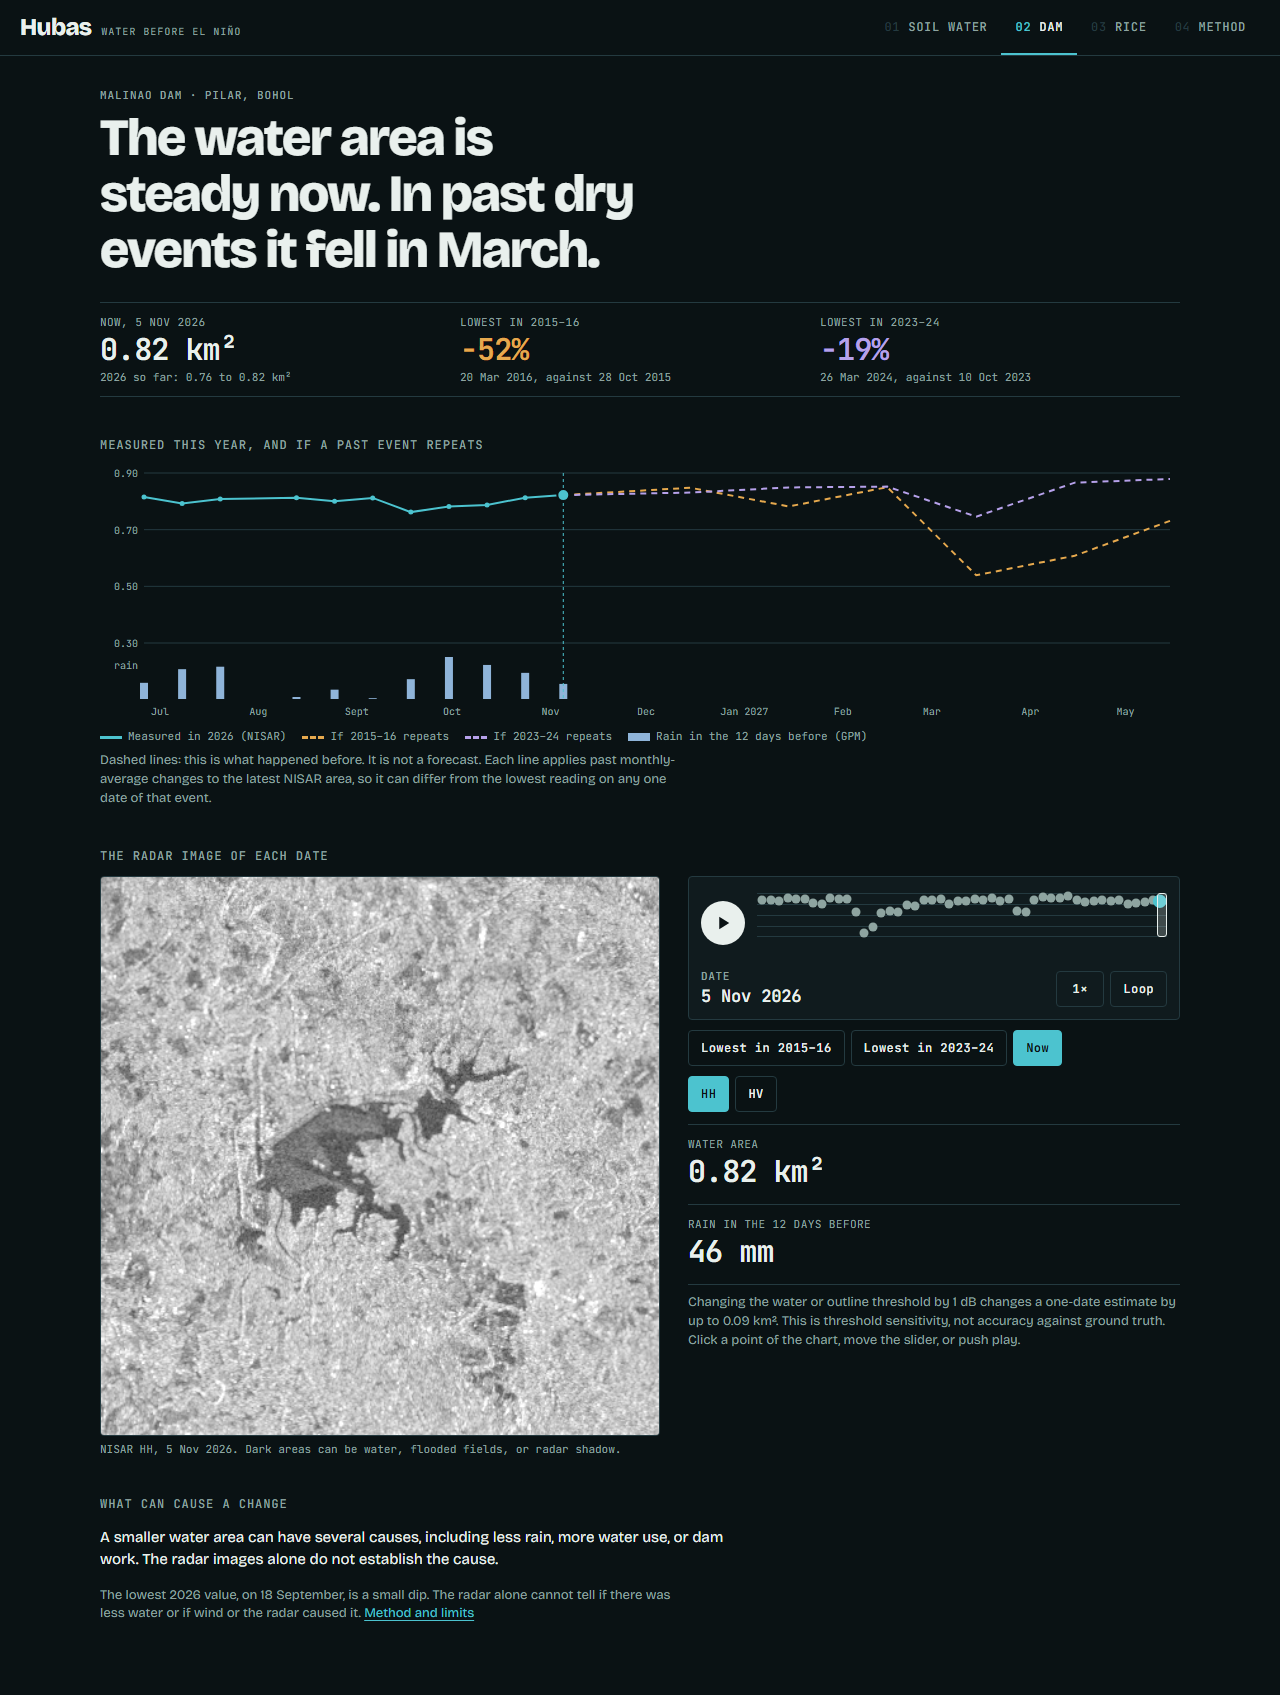 Hubas WATER BEFORE EL NIÑO
01 SOIL WATER 02 DAM 03 RICE 04 METHOD
MALINAO DAM · PILAR, BOHOL
The water area is
steady now. In past dry
events it fell in March.
NOW, 5 NOV 2026
0.82 km²
2026 so far: 0.76 to 0.82 km²
LOWEST IN 2015–16
-52%
20 Mar 2016, against 28 Oct 2015
LOWEST IN 2023–24
-19%
26 Mar 2024, against 10 Oct 2023
MEASURED THIS YEAR, AND IF A PAST EVENT REPEATS
0.90
0.70
0.50
0.30
rain
Jul Aug Sept Oct Nov Dec Jan 2027 Feb Mar Apr May
Measured in 2026 (NISAR) If 2015–16 repeats If 2023–24 repeats Rain in the 12 days before (GPM)
Dashed lines: this is what happened before. It is not a forecast. Each line applies past monthly-
average changes to the latest NISAR area, so it can differ from the lowest reading on any one
date of that event.
THE RADAR IMAGE OF EACH DATE
DATE
5 Nov 2026
1× Loop
Lowest in 2015–16 Lowest in 2023–24 Now
HH HV
WATER AREA
0.82 km²
RAIN IN THE 12 DAYS BEFORE
46 mm
Changing the water or outline threshold by 1 dB changes a one-date estimate by
up to 0.09 km². This is threshold sensitivity, not accuracy against ground truth.
Click a point of the chart, move the slider, or push play.
NISAR HH, 5 Nov 2026. Dark areas can be water, flooded fields, or radar shadow.
WHAT CAN CAUSE A CHANGE
A smaller water area can have several causes, including less rain, more water use, or dam
work. The radar images alone do not establish the cause.
The lowest 2026 value, on 18 September, is a small dip. The radar alone cannot tell if there was
less water or if wind or the radar caused it. Method and limits